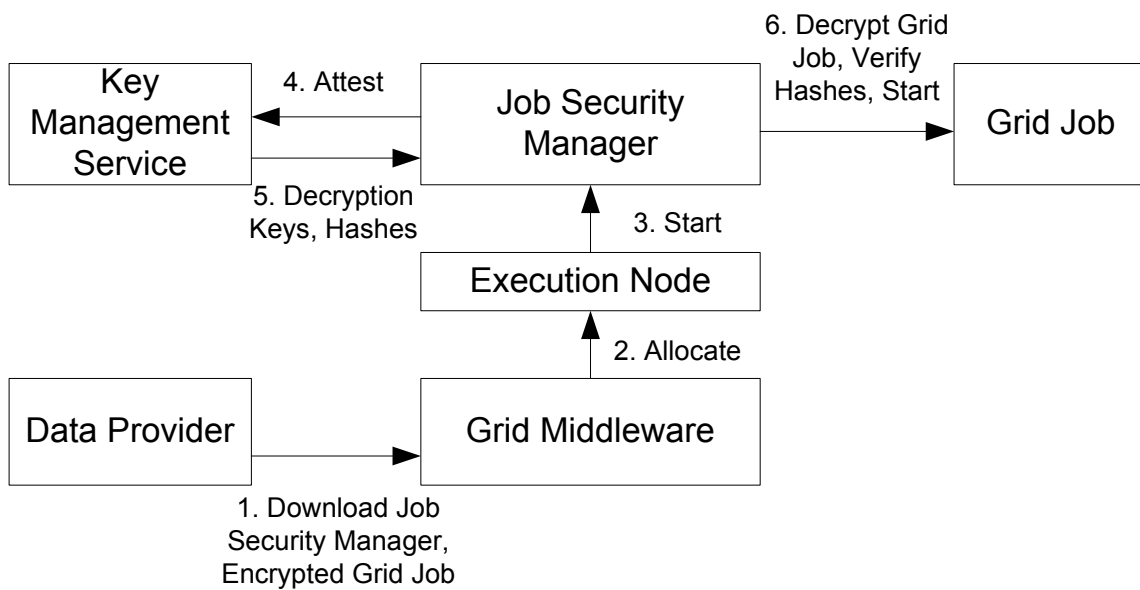 6. Decrypt Grid
Job, Verify
Hashes, Start
Key
Management
Service
4. Attest
Job Security
Manager
Grid Job
5. Decryption
Keys, Hashes
3. Start
Execution Node
2. Allocate
Data Provider
Grid Middleware
1. Download Job
Security Manager,
Encrypted Grid Job